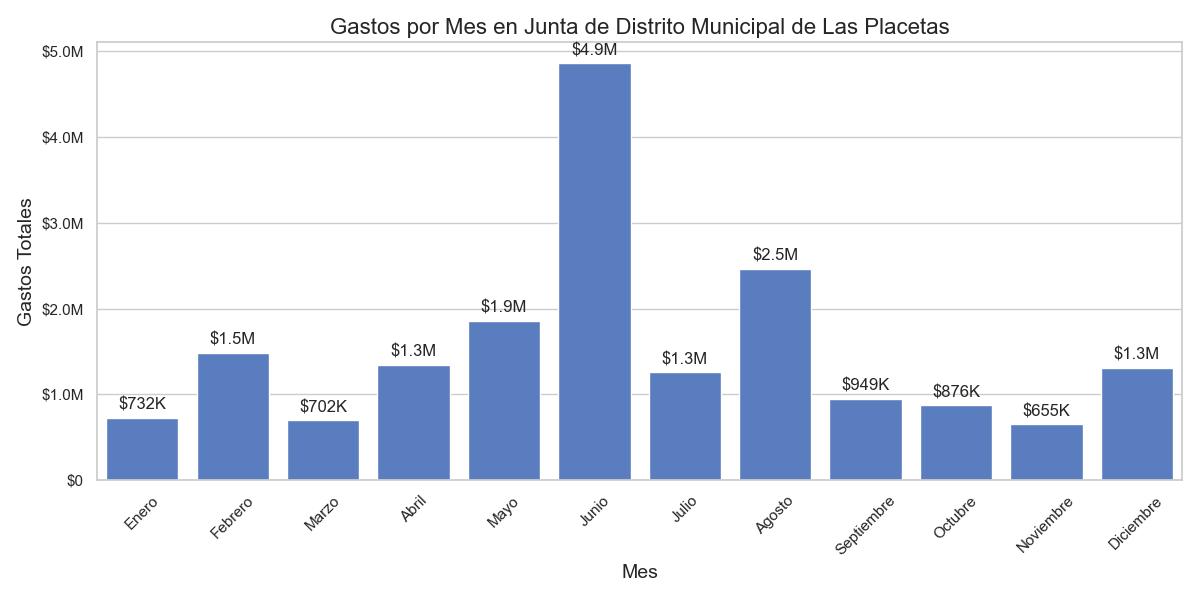 Gastos por Mes en Junta de Distrito Municipal de Las Placetas
Gastos Totales
$5.0M
$4.0M
$3.0M
$2.0M
$1.0M
$0
$732K
$1.5M
$702K
$1.3M
$1.9M
$4.9M
$1.3M
$2.5M
$949K
$876K
$655K
$1.3M
Enero
Febrero
Marzo
Abril
Mayo
Junio
Julio
Agosto
Septiembre
Octubre
Noviembre
Diciembre
Mes